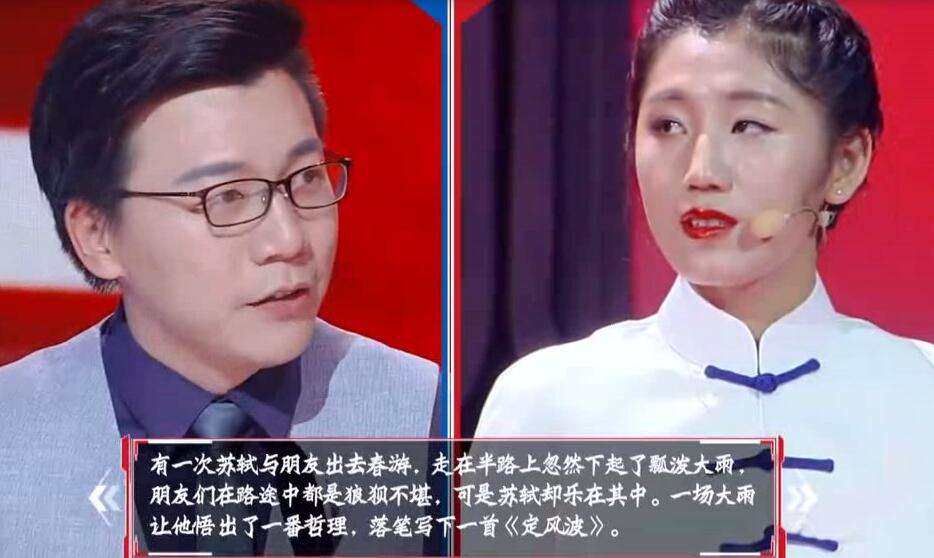 有一次苏轼与朋友出去春游，走在半路上忽然下起了瓢泼大雨，
朋友们在路途中都是狼狈不堪，可是苏轼却乐在其中。一场大雨
让他悟出了一番哲理，落笔写下一首《定风波》。